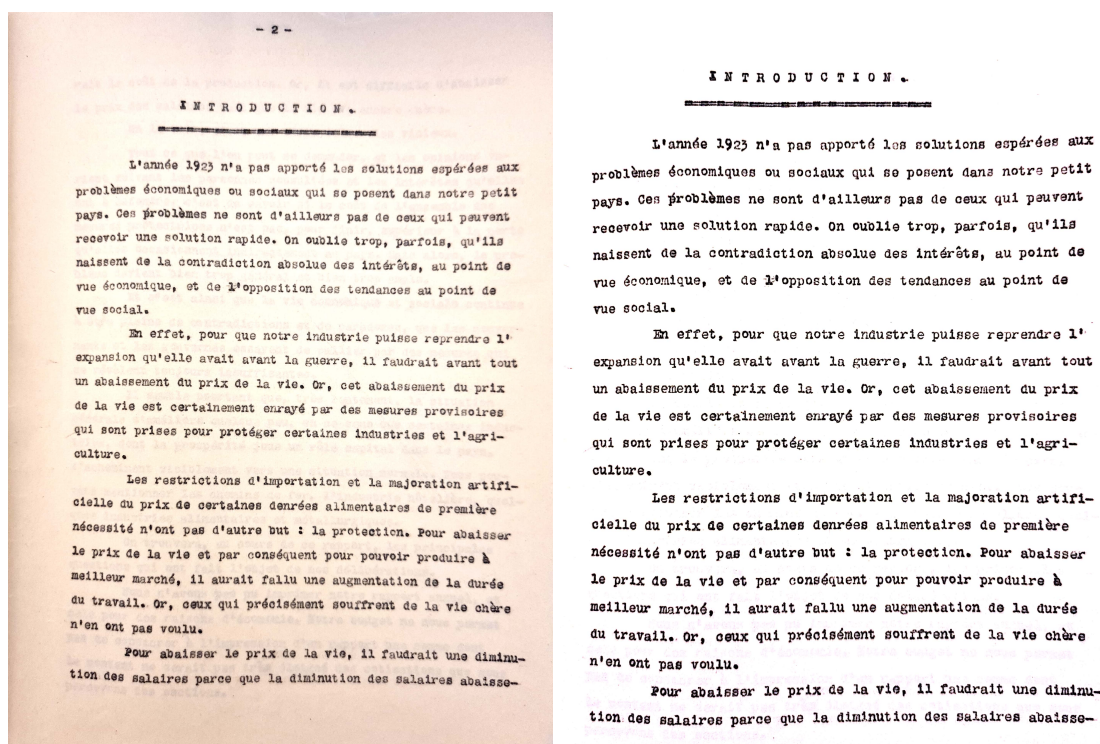 - 2 -
INTRODUCTION.
L'année 1923 n'a pas apporté les solutions espérées aux
problèmes économiques ou sociaux qui se posent dans notre petit
pays. Ces problèmes ne sont d'ailleurs pas de ceux qui peuvent
recevoir une solution rapide. On oublie trop, parfois, qu'ils
naissent de la contradiction absolue des intérêts, au point de
vue économique, et de l'opposition des tendances au point de
vue social.
En effet, pour que notre industrie puisse reprendre l'
expansion qu'elle avait avant la guerre, il faudrait avant tout
un abaissement du prix de la vie. Or, cet abaissement du prix
de la vie est certainement enrayé par des mesures provisoires
qui sont prises pour protéger certaines industries et l'agri-
culture.
Les restrictions d'importation et la majoration artifi-
cielle du prix de certaines denrées alimentaires de première
nécessité n'ont pas d'autre but : la protection. Pour abaisser
le prix de la vie et par conséquent pour pouvoir produire à
meilleur marché, il aurait fallu une augmentation de la durée
du travail. Or, ceux qui précisément souffrent de la vie chère
n'en ont pas voulu.
Pour abaisser le prix de la vie, il faudrait une diminu-
tion des salaires parce que la diminution des salaires abaisse-
INTRODUCTION.
L'année 1923 n'a pas apporté les solutions espérées aux
problèmes économiques ou sociaux qui se posent dans notre petit
pays. Ces problèmes ne sont d'ailleurs pas de ceux qui peuvent
recevoir une solution rapide. On oublie trop, parfois, qu'ils
naissent de la contradiction absolue des intérêts, au point de
vue économique, et de l'opposition des tendances au point de
vue social.
En effet, pour que notre industrie puisse reprendre l'
expansion qu'elle avait avant la guerre, il faudrait avant tout
un abaissement du prix de la vie. Or, cet abaissement du prix
de la vie est certainement enrayé par des mesures provisoires
qui sont prises pour protéger certaines industries et l'agri-
culture.
Les restrictions d'importation et la majoration artifi-
cielle du prix de certaines denrées alimentaires de première
nécessité n'ont pas d'autre but : la protection. Pour abaisser
le prix de la vie et par conséquent pour pouvoir produire à
meilleur marché, il aurait fallu une augmentation de la durée
du travail. Or, ceux qui précisément souffrent de la vie chère
n'en ont pas voulu.
Pour abaisser le prix de la vie, il faudrait une diminu-
tion des salaires parce que la diminution des salaires abaisse-